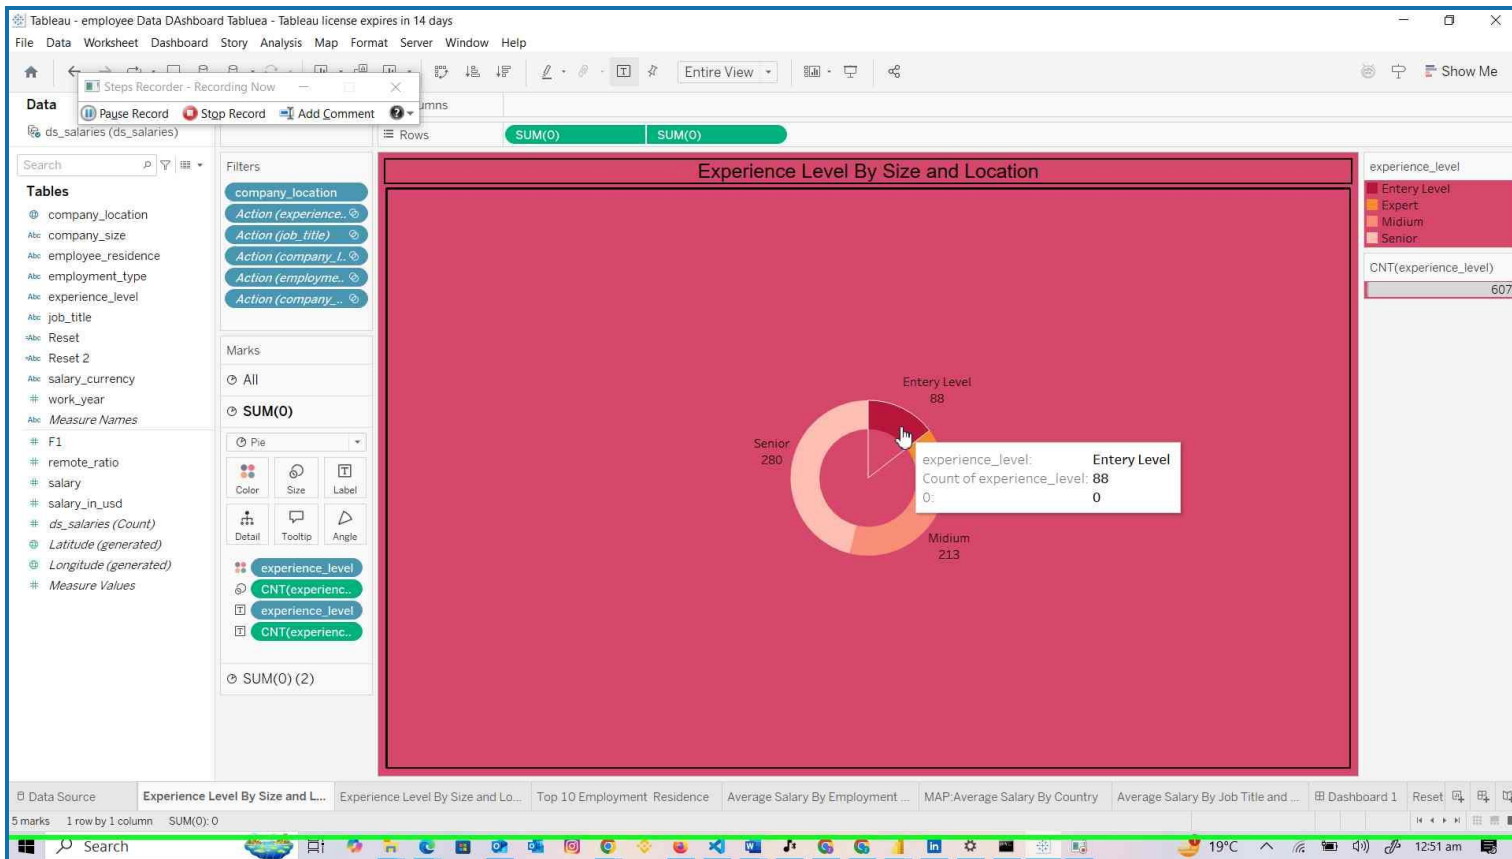 Tableau - employee Data DAshboard Tabluea - Tableau license expires in 14 days
File Data Worksheet Dashboard Story Analysis Map Format Server Window Help
Entire View
Show Me
Steps Recorder - Recording Now
Pause Record Stop Record Add Comment
Data
ds_salaries (ds_salaries)
Rows
SUM(0) SUM(0)
Search
Tables
company_location
company_size
employee_residence
employment_type
experience_level
job_title
Reset
Reset 2
salary_currency
work_year
Measure Names
F1
remote_ratio
salary
salary_in_usd
ds_salaries (Count)
Latitude (generated)
Longitude (generated)
Measure Values
Filters
company_location
Action (experience..
Action (job_title)
Action (company_l..
Action (employme..
Action (company_..
Marks
All
SUM(0)
Pie
Color Size Label
Detail Tooltip Angle
experience_level
CNT(experienc..
experience_level
CNT(experienc..
SUM(0) (2)
Experience Level By Size and Location
Entery Level
88
Senior
280
Midium
213
experience_level: Entery Level
Count of experience_level: 88
0: 0
experience_level
Entery Level
Expert
Midium
Senior
CNT(experience_level)
607
Data Source Experience Level By Size and L... Experience Level By Size and Lo... Top 10 Employment Residence Average Salary By Employment ... MAP:Average Salary By Country Average Salary By Job Title and ... Dashboard 1 Reset
5 marks 1 row by 1 column SUM(0): 0
Search
19°C
12:51 am